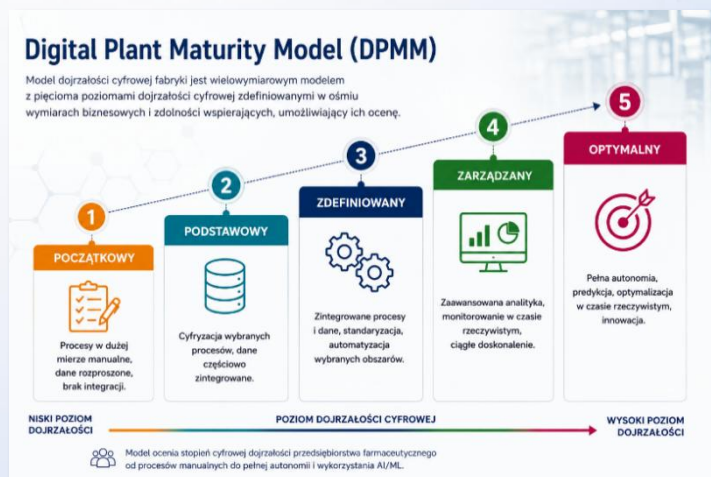 Digital Plant Maturity Model (DPMM)
Model dojrzałości cyfrowej fabryki jest wielowymiarowym modelem
z pięcioma poziomami dojrzałości cyfrowej zdefiniowanymi w ośmiu
wymiarach biznesowych i zdolności wspierających, umożliwiający ich ocenę.
1
POCZĄTKOWY
Procesy w dużej
mierze manualne,
dane rozproszone,
brak integracji.
2
PODSTAWOWY
Cyfryzacja wybranych
procesów, dane
częściowo
zintegrowane.
3
ZDEFINIOWANY
Zintegrowane procesy
i dane, standaryzacja,
automatyzacja
wybranych obszarów.
4
ZARZĄDZANY
Zaawansowana analityka,
monitorowanie w czasie
rzeczywistym,
ciągłe doskonalenie.
5
OPTYMALNY
Pełna autonomia,
predykcja, optymalizacja
w czasie rzeczywistym,
innowacja.
NISKI POZIOM
DOJRZAŁOŚCI
POZIOM DOJRZAŁOŚCI CYFROWEJ
WYSOKI POZIOM
DOJRZAŁOŚCI
Model ocenia stopień cyfrowej dojrzałości przedsiębiorstwa farmaceutycznego
od procesów manualnych do pełnej autonomii i wykorzystania AI/ML.